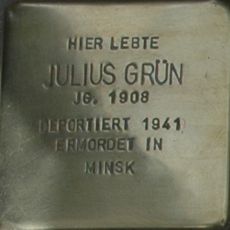 HIER LEBTE
JULIUS GRÜN
JG. 1908
DEPORTIERT 1941
ERMORDET IN
MINSK